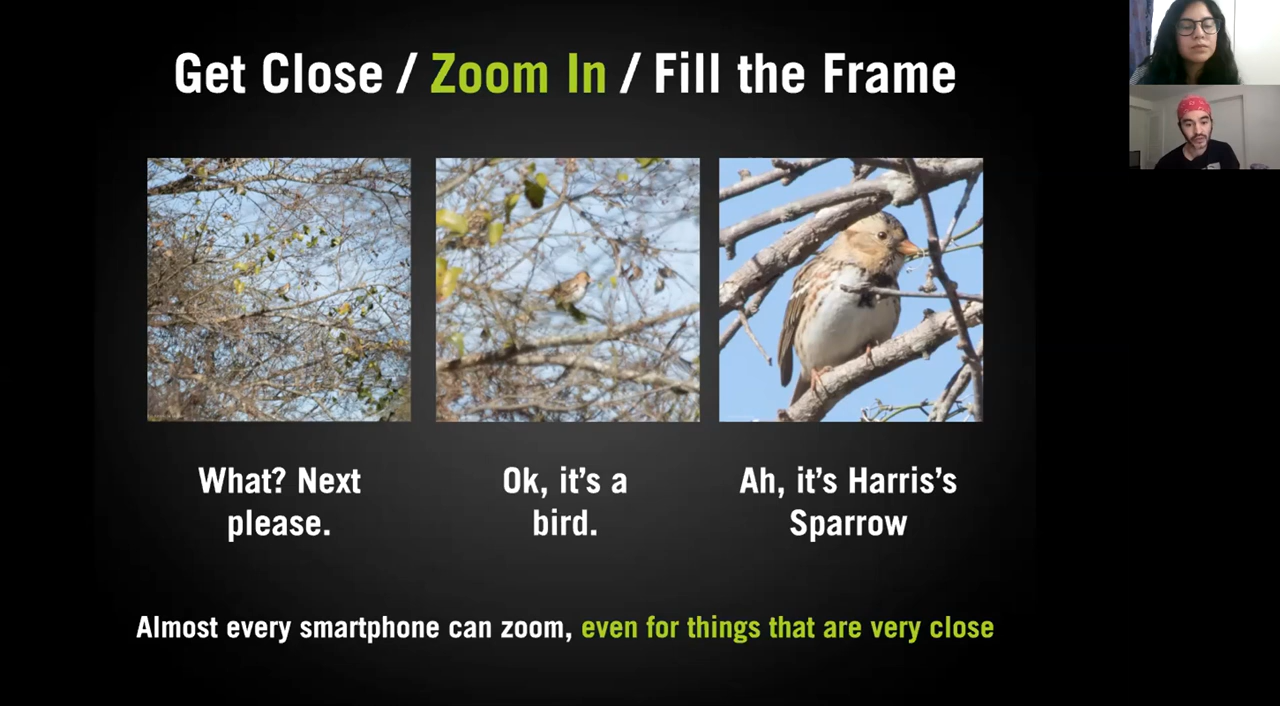 Get Close / Zoom In / Fill the Frame
What? Next
please.
Ok, it's a
bird.
Ah, it's Harris's
Sparrow
Almost every smartphone can zoom, even for things that are very close